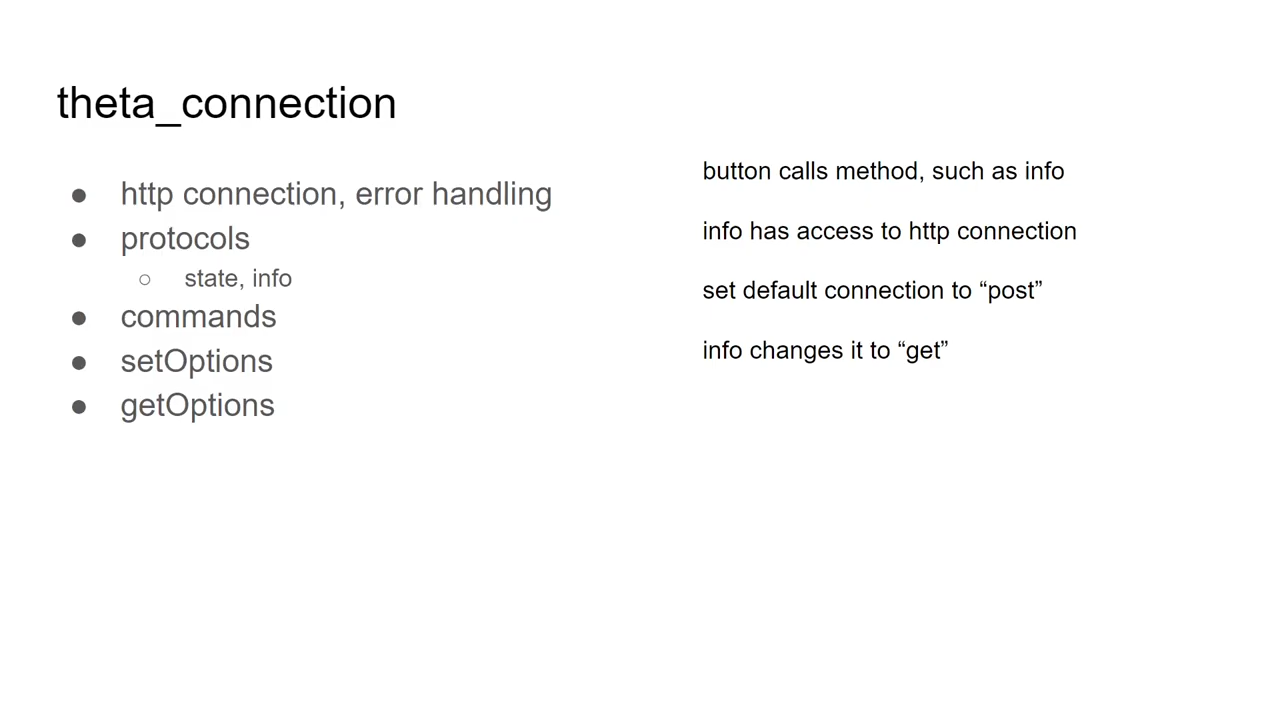 theta_connection
● http connection, error handling
● protocols
○ state, info
● commands
● setOptions
● getOptions
button calls method, such as info
info has access to http connection
set default connection to “post”
info changes it to “get”